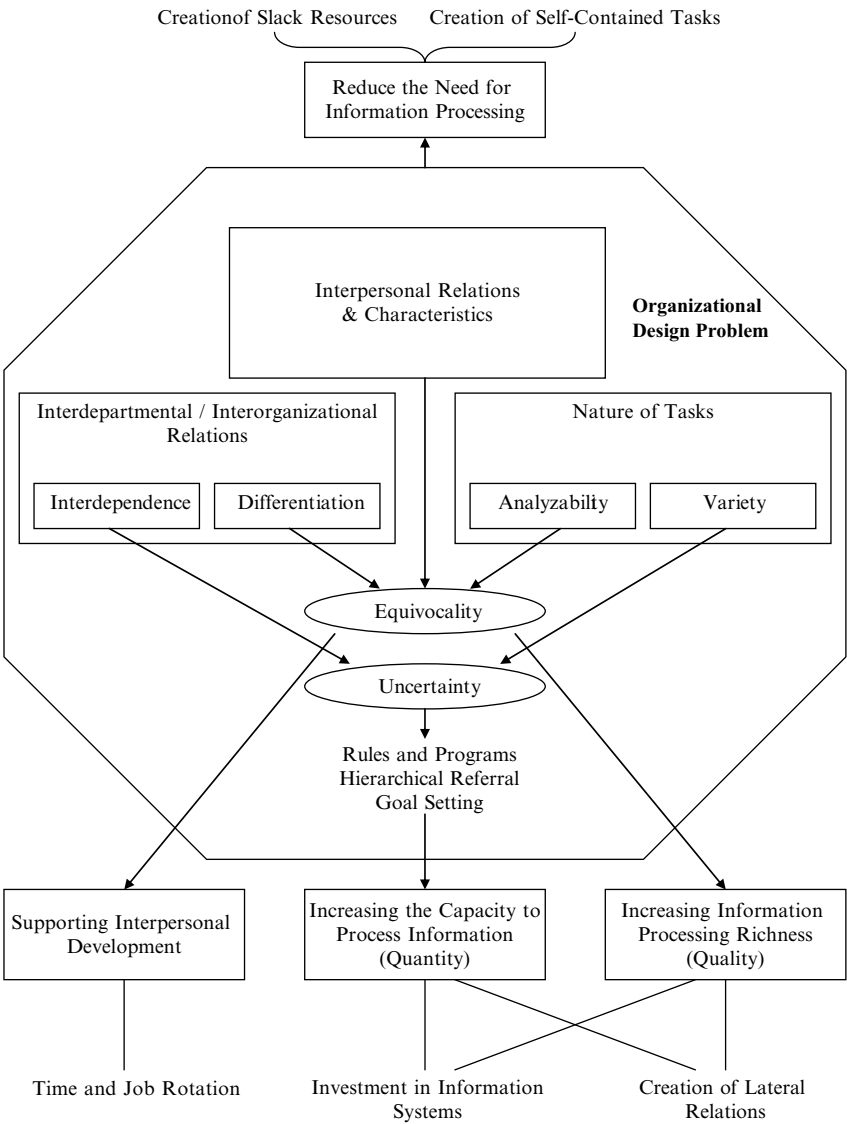 Creationof Slack Resources
Creation of Self-Contained Tasks
Reduce the Need for
Information Processing
Interpersonal Relations
& Characteristics
Organizational
Design Problem
Interdepartmental / Interorganizational
Relations
Nature of Tasks
Interdependence
Differentiation
Analyzabilty
Variety
Equivocality
Uncertainty
Rules and Programs
Hierarchical Referral
Goal Setting
Supporting Interpersonal
Development
Increasing the Capacity to
Process Information
(Quantity)
Increasing Information
Processing Richness
(Quality)
Time and Job Rotation
Investment in Information
Systems
Creation of Lateral
Relations